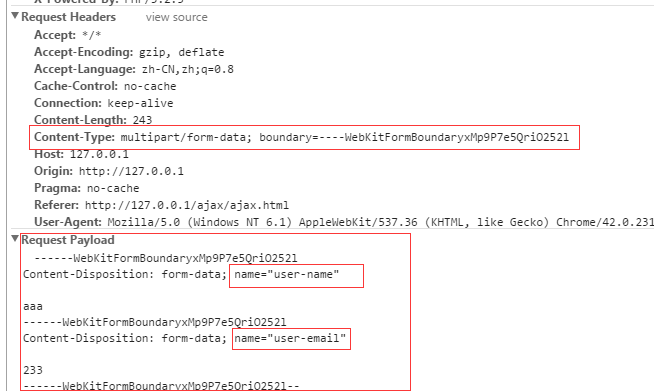 X-Powered-By: PHP/5.2.5
Request Headers view source
Accept: */*
Accept-Encoding: gzip, deflate
Accept-Language: zh-CN,zh;q=0.8
Cache-Control: no-cache
Connection: keep-alive
Content-Length: 243
Content-Type: multipart/form-data; boundary=----WebKitFormBoundaryxMp9P7e5QriO252l
Host: 127.0.0.1
Origin: http://127.0.0.1
Pragma: no-cache
Referer: http://127.0.0.1/ajax/ajax.html
User-Agent: Mozilla/5.0 (Windows NT 6.1) AppleWebKit/537.36 (KHTML, like Gecko) Chrome/42.0.231
Request Payload
------WebKitFormBoundaryxMp9P7e5QriO252l
Content-Disposition: form-data; name="user-name"
aaa
------WebKitFormBoundaryxMp9P7e5QriO252l
Content-Disposition: form-data; name="user-email"
233
------WebKitFormBoundaryxMp9P7e5QriO252l--